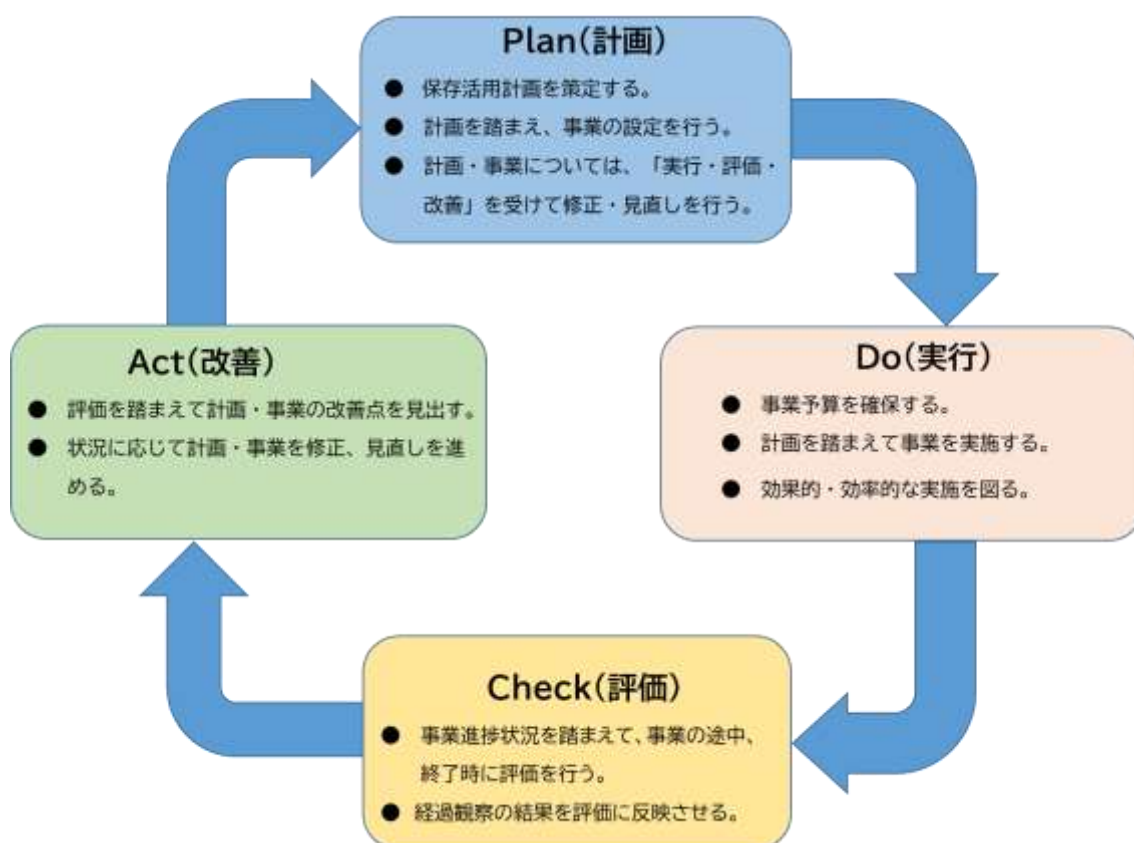 Plan(計画)
● 保存活用計画を策定する。
● 計画を踏まえ、事業の設定を行う。
● 計画・事業については、「実行・評価・
改善」を受けて修正・見直しを行う。
Do(実行)
● 事業予算を確保する。
● 計画を踏まえて事業を実施する。
● 効果的・効率的な実施を図る。
Check(評価)
● 事業進捗状況を踏まえて、事業の途中、
終了時に評価を行う。
● 経過観察の結果を評価に反映させる。
Act(改善)
● 評価を踏まえて計画・事業の改善点を見出す。
● 状況に応じて計画・事業を修正、見直しを進
める。